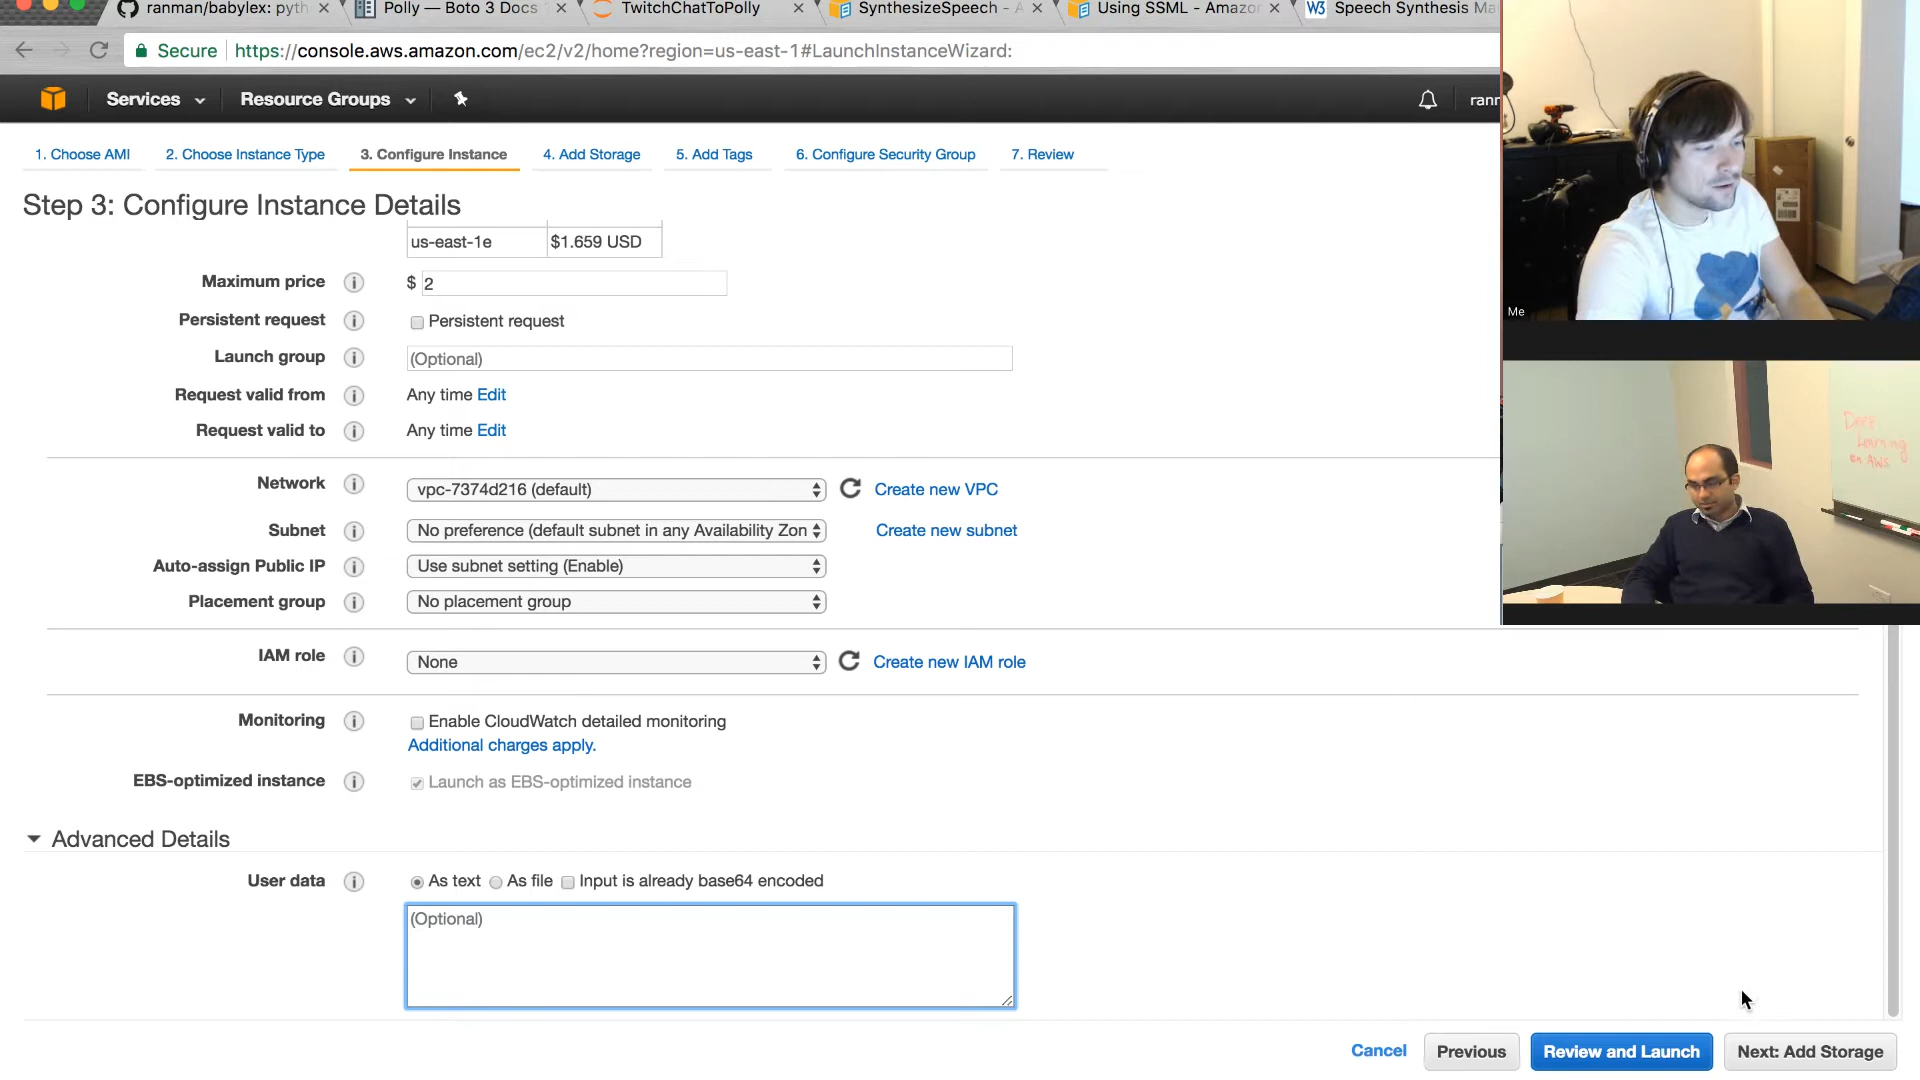 ranman/babylex: pyth
Polly — Boto 3 Docs
TwitchChatToPolly
SynthesizeSpeech - A
Using SSML - Amazon
W3
Speech Synthesis Ma
Secure
https://console.aws.amazon.com/ec2/v2/home?region=us-east-1#LaunchInstanceWizard:
Services
Resource Groups
ranm
1. Choose AMI
2. Choose Instance Type
3. Configure Instance
4. Add Storage
5. Add Tags
6. Configure Security Group
7. Review
Step 3: Configure Instance Details
us-east-1e
$1.659 USD
Maximum price
$ 2
Persistent request
Persistent request
Launch group
(Optional)
Request valid from
Any time Edit
Request valid to
Any time Edit
Network
vpc-7374d216 (default)
Create new VPC
Subnet
No preference (default subnet in any Availability Zon
Create new subnet
Auto-assign Public IP
Use subnet setting (Enable)
Placement group
No placement group
IAM role
None
Create new IAM role
Monitoring
Enable CloudWatch detailed monitoring
Additional charges apply.
EBS-optimized instance
Launch as EBS-optimized instance
Advanced Details
User data
As text
As file
Input is already base64 encoded
(Optional)
Cancel
Previous
Review and Launch
Next: Add Storage
Me
Deep
Learning
on AWS